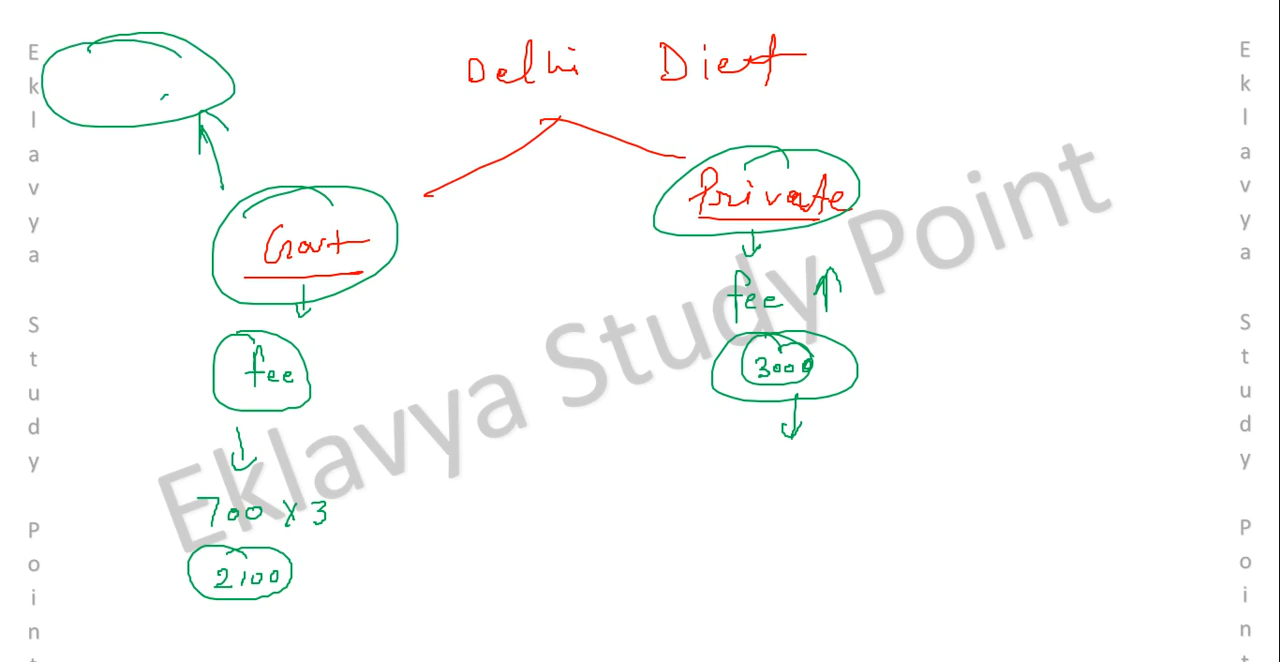 Delhi Diet
Govt
Private
fee
fee ↑
3000
700 x 3
2100
Eklavya Study Point
Eklavya Study Point
Eklavya Study Point